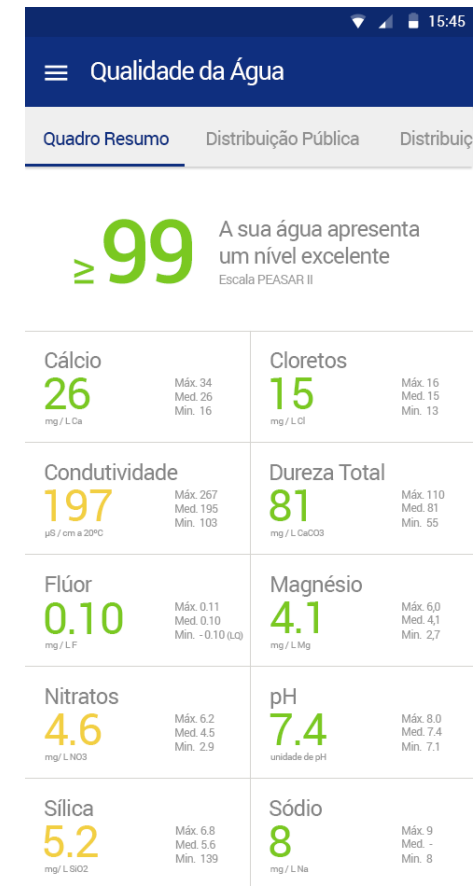 15:45
Qualidade da Água
Quadro Resumo Distribuição Pública Distribuiç
≥99
A sua água apresenta
um nível excelente
Escala PEASAR II
Cálcio
26
mg / L Ca
Máx. 34
Med. 26
Min. 16
Cloretos
15
mg / L Cl
Máx. 16
Med. 15
Min. 13
Condutividade
197
µS / cm a 20ºC
Máx. 267
Med. 195
Min. 103
Dureza Total
81
mg / L CaCO3
Máx. 110
Med. 81
Min. 55
Flúor
0.10
mg / L F
Máx. 0.11
Med. 0.10
Min. -0.10 (LQ)
Magnésio
4.1
mg / L Mg
Máx. 6,0
Med. 4,1
Min. 2,7
Nitratos
4.6
mg/ L NO3
Máx. 6.2
Med. 4.5
Min. 2.9
pH
7.4
unidade de pH
Máx. 8.0
Med. 7.4
Min. 7.1
Sílica
5.2
mg/ L SiO2
Máx. 6.8
Med. 5.6
Min. 139
Sódio
8
mg / L Na
Máx. 9
Med. -
Min. 8